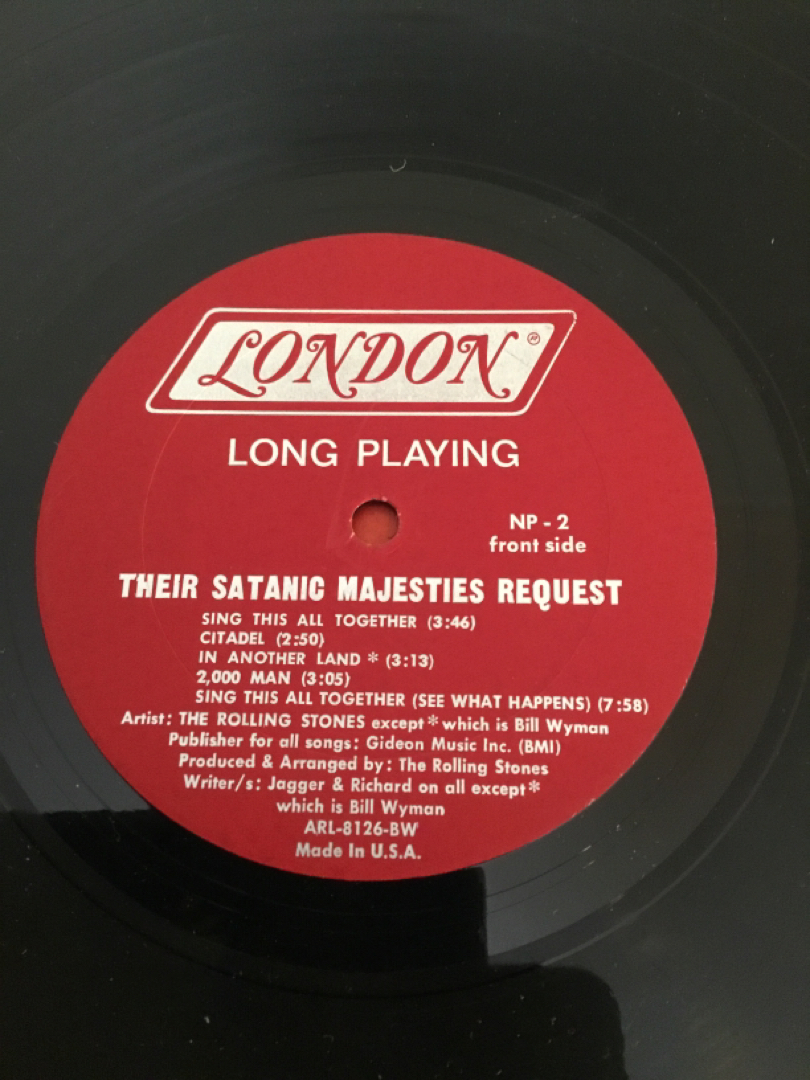 LONDON®
LONG PLAYING
NP - 2
front side
THEIR SATANIC MAJESTIES REQUEST
SING THIS ALL TOGETHER (3:46)
CITADEL (2:50)
IN ANOTHER LAND * (3:13)
2,000 MAN (3:05)
SING THIS ALL TOGETHER (SEE WHAT HAPPENS) (7:58)
Artist: THE ROLLING STONES except * which is Bill Wyman
Publisher for all songs: Gideon Music Inc. (BMI)
Produced & Arranged by: The Rolling Stones
Writer/s: Jagger & Richard on all except *
which is Bill Wyman
ARL-8126-BW
Made In U.S.A.